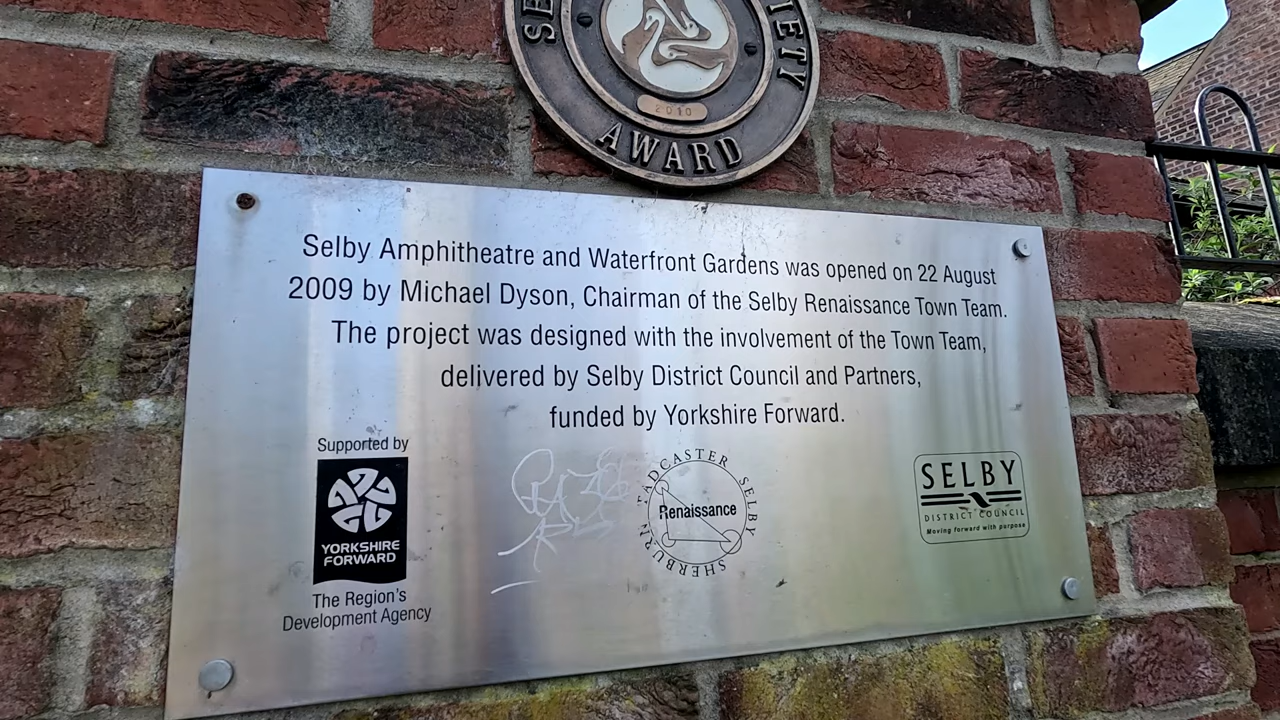 SE
IETY
2010
AWARD
Selby Amphitheatre and Waterfront Gardens was opened on 22 August
2009 by Michael Dyson, Chairman of the Selby Renaissance Town Team.
The project was designed with the involvement of the Town Team,
delivered by Selby District Council and Partners,
funded by Yorkshire Forward.
Supported by
YORKSHIRE
FORWARD
The Region's
Development Agency
TADCASTER SELBY SHERBURN
Renaissance
SELBY
DISTRICT COUNCIL
Moving forward with purpose